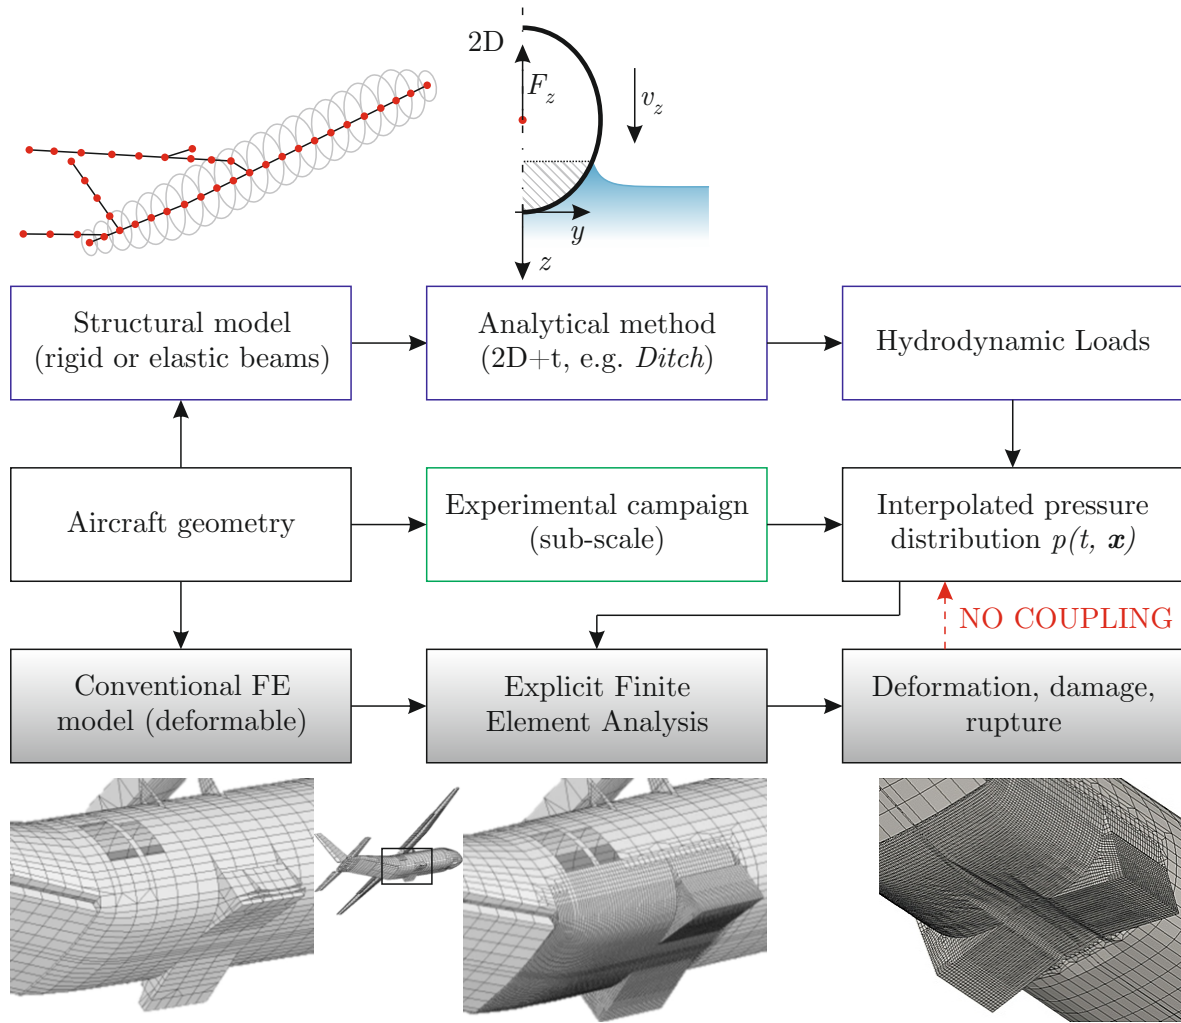 2D
F_z
v_z
y
z
Structural model
(rigid or elastic beams)
Analytical method
(2D+t, e.g. Ditch)
Hydrodynamic Loads
Aircraft geometry
Experimental campaign
(sub-scale)
Interpolated pressure
distribution p(t, x)
NO COUPLING
Conventional FE
model (deformable)
Explicit Finite
Element Analysis
Deformation, damage,
rupture